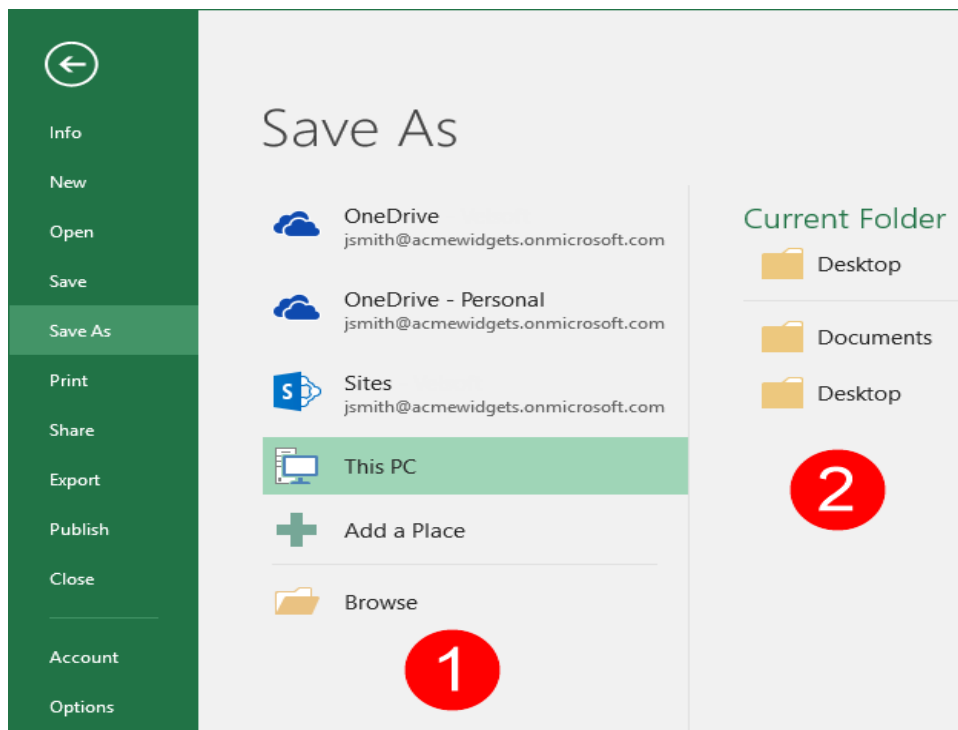 Info
New
Open
Save
Save As
Print
Share
Export
Publish
Close
Account
Options
Save As
OneDrive
jsmith@acmewidgets.onmicrosoft.com
OneDrive - Personal
jsmith@acmewidgets.onmicrosoft.com
S
Sites
jsmith@acmewidgets.onmicrosoft.com
This PC
Add a Place
Browse
1
Current Folder
Desktop
Documents
Desktop
2